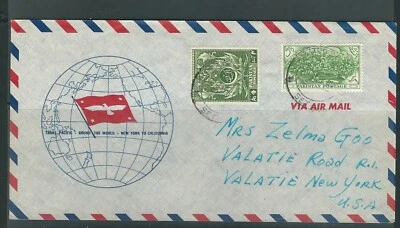 TRANS PACIFIC - ROUND THE WORLD - NEW YORK TO CALIFORNIA
VIA AIR MAIL
Mrs Zelma Goo
VALATIE Road R.1.
VALATIE NEW YORK
U.S.A